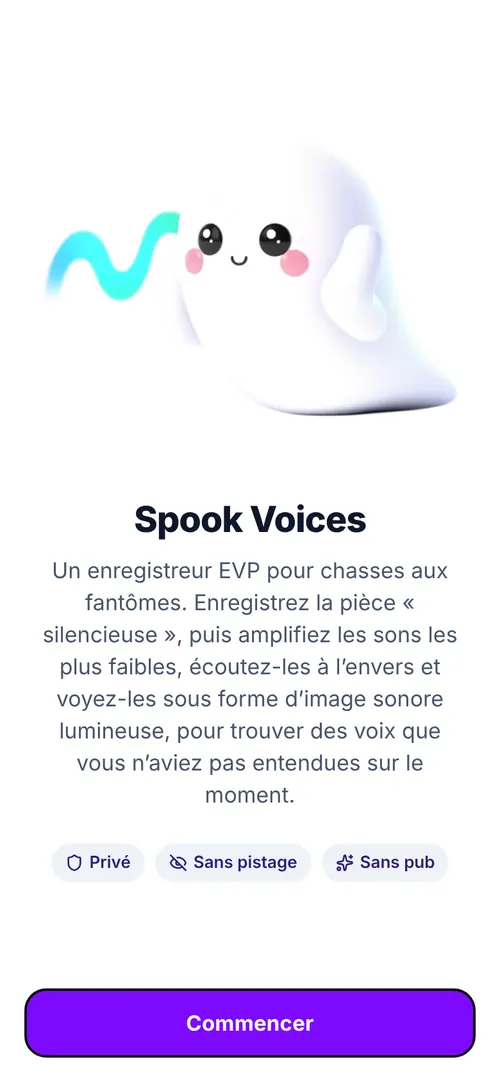 Spook Voices
Un enregistreur EVP pour chasses aux
fantômes. Enregistrez la pièce «
silencieuse », puis amplifiez les sons les
plus faibles, écoutez-les à l’envers et
voyez-les sous forme d’image sonore
lumineuse, pour trouver des voix que
vous n’aviez pas entendues sur le
moment.
Privé
Sans pistage
Sans pub
Commencer